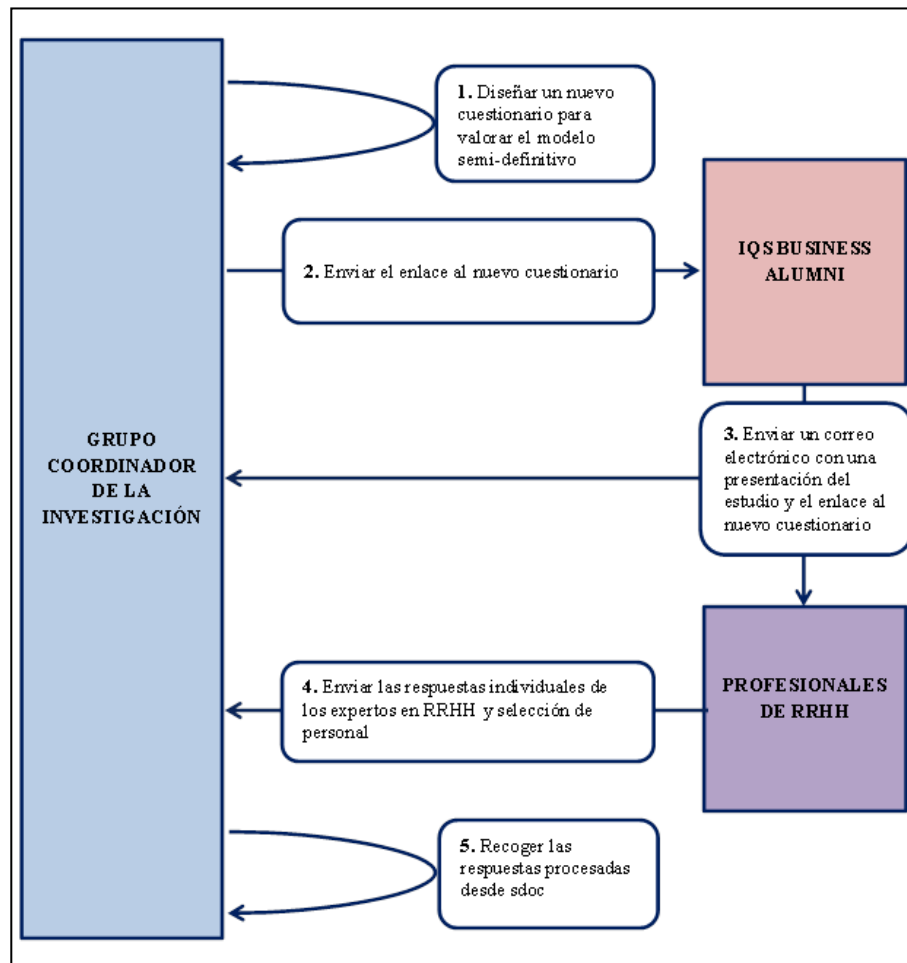 1. Diseñar un nuevo
cuestionario para
valorar el modelo
semi-definitivo
IQS BUSINESS
ALUMNI
2. Enviar el enlace al nuevo cuestionario
GRUPO
COORDINADOR
DE LA
INVESTIGACIÓN
3. Enviar un correo
electrónico con una
presentación del
estudio y el enlace al
nuevo cuestionario
4. Enviar las respuestas individuales de
los expertos en RRHH y selección de
personal
PROFESIONALES
DE RRHH
5. Recoger las
respuestas procesadas
desde sdoc